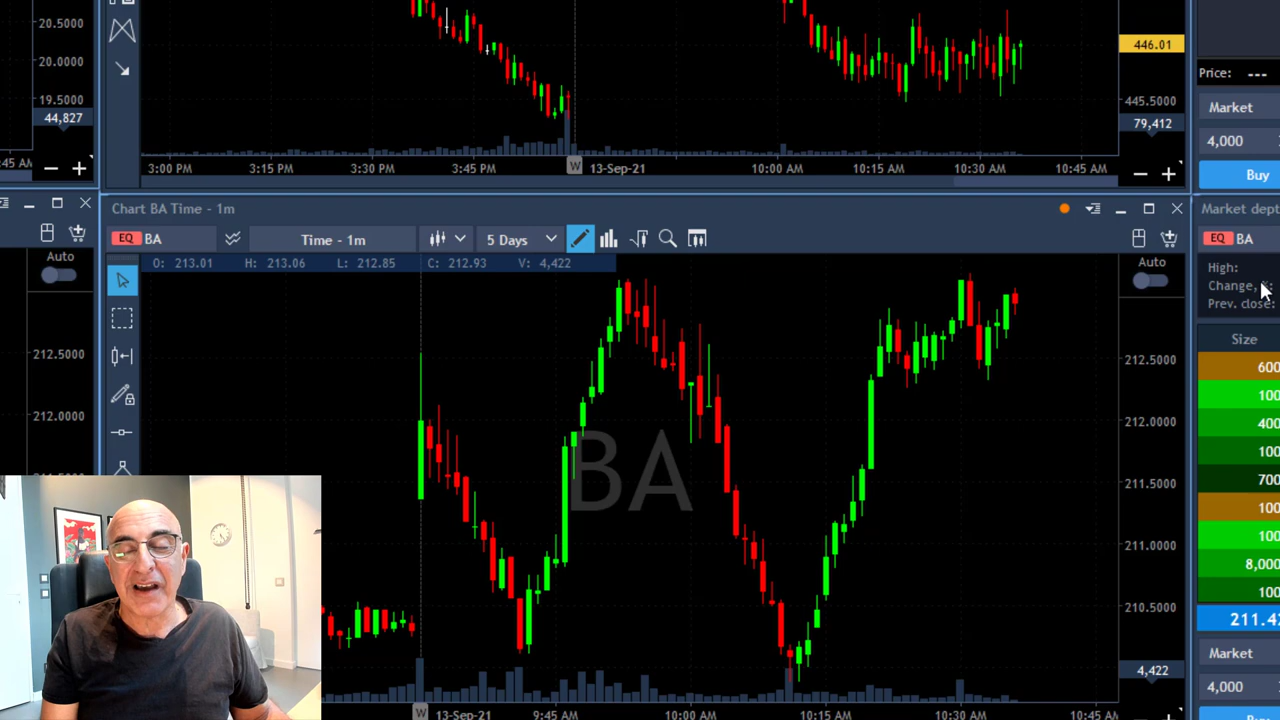 20.5000
20.0000
19.5000
44,827
446.01
445.5000
79,412
Price: ---
Market
4,000
Buy
3:00 PM 3:15 PM 3:30 PM 3:45 PM W 13-Sep-21 10:00 AM 10:15 AM 10:30 AM 10:45 AM
Chart BA Time - 1m
Market dept
EQ BA
Time - 1m
5 Days
EQ BA
Auto
O: 213.01 H: 213.06 L: 212.85 C: 212.93 V: 4,422
Auto
High:
Change,
Prev. close:
Size
212.5000
212.0000
BA
212.5000
212.0000
211.5000
211.0000
210.5000
4,422
600
100
400
100
700
100
100
8,000
100
211.42
Market
4,000
W 13-Sep-21 9:45 AM 10:00 AM 10:15 AM 10:30 AM 10:45